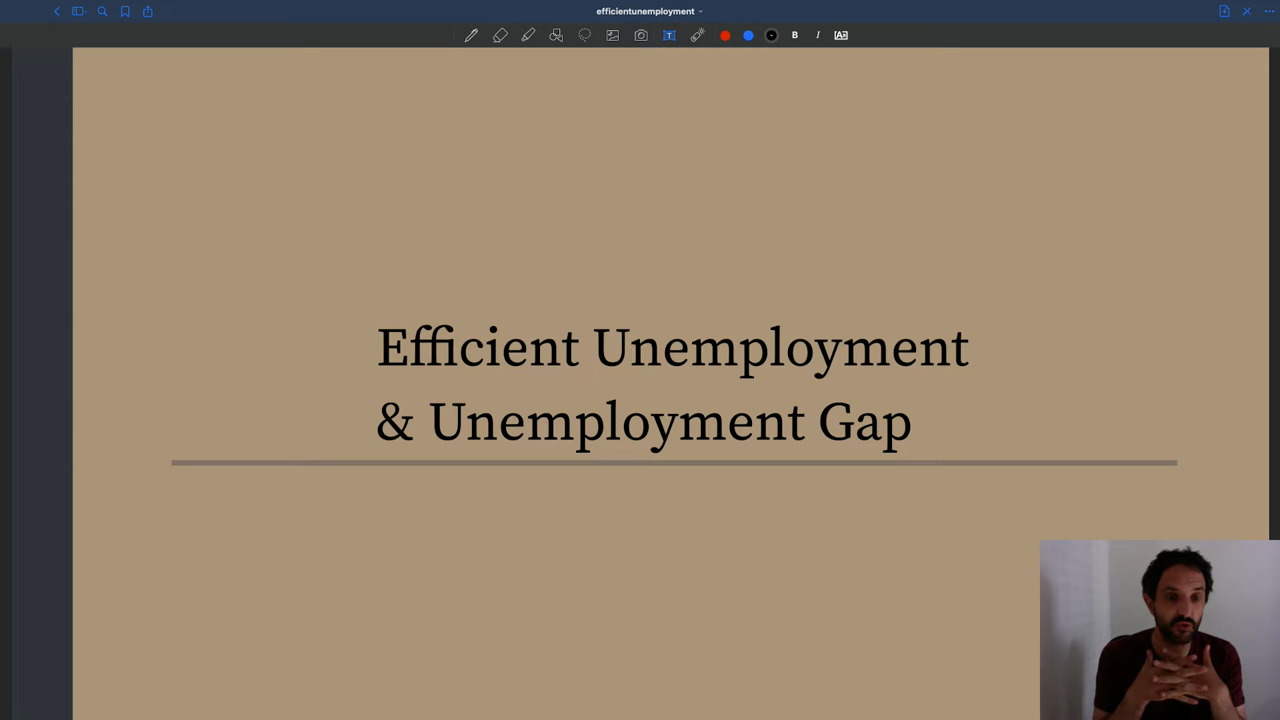 efficientunemployment
T
B
I
Efficient Unemployment
& Unemployment Gap